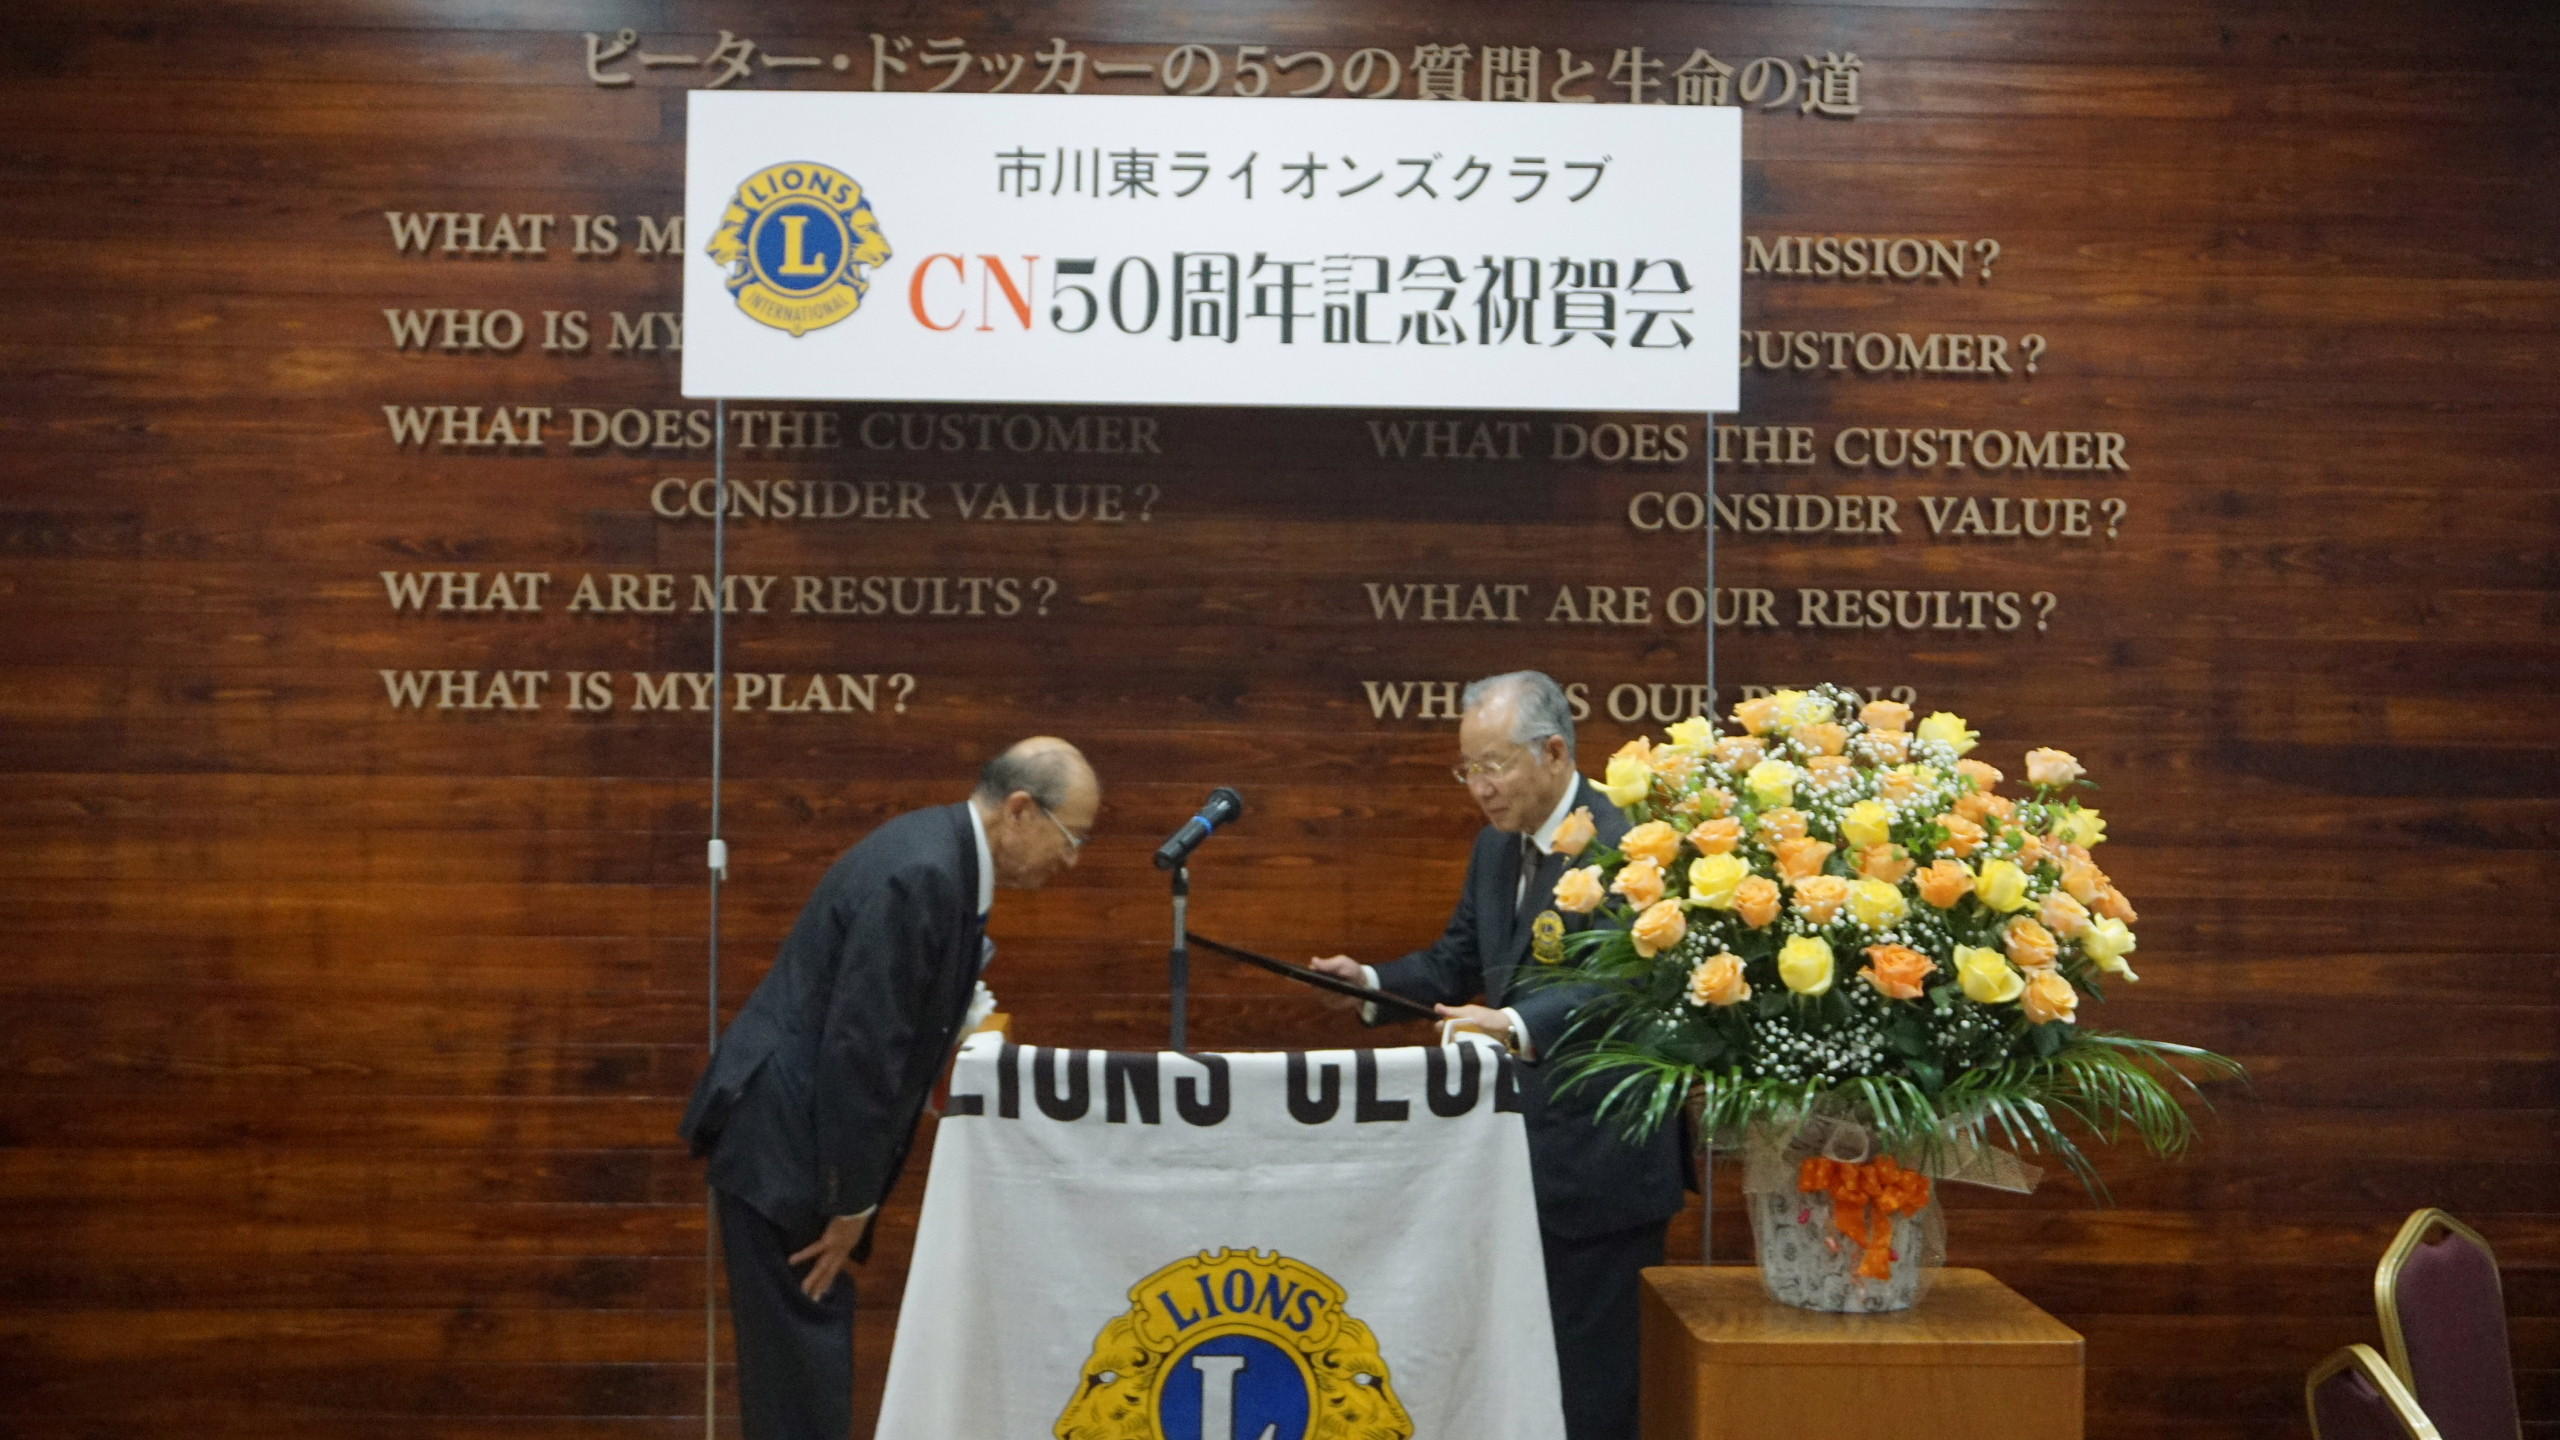 ピーター・ドラッカーの5つの質問と生命の道
市川東ライオンズクラブ
CN50周年記念祝賀会
LIONS
L
INTERNATIONAL
WHAT IS M
WHO IS MY
WHAT DOES THE CUSTOMER
CONSIDER VALUE?
WHAT ARE MY RESULTS?
WHAT IS MY PLAN?
MISSION?
CUSTOMER?
WHAT DOES THE CUSTOMER
CONSIDER VALUE?
WHAT ARE OUR RESULTS?
WHAT IS OUR PLAN?
LIONS CLUB
LIONS
L